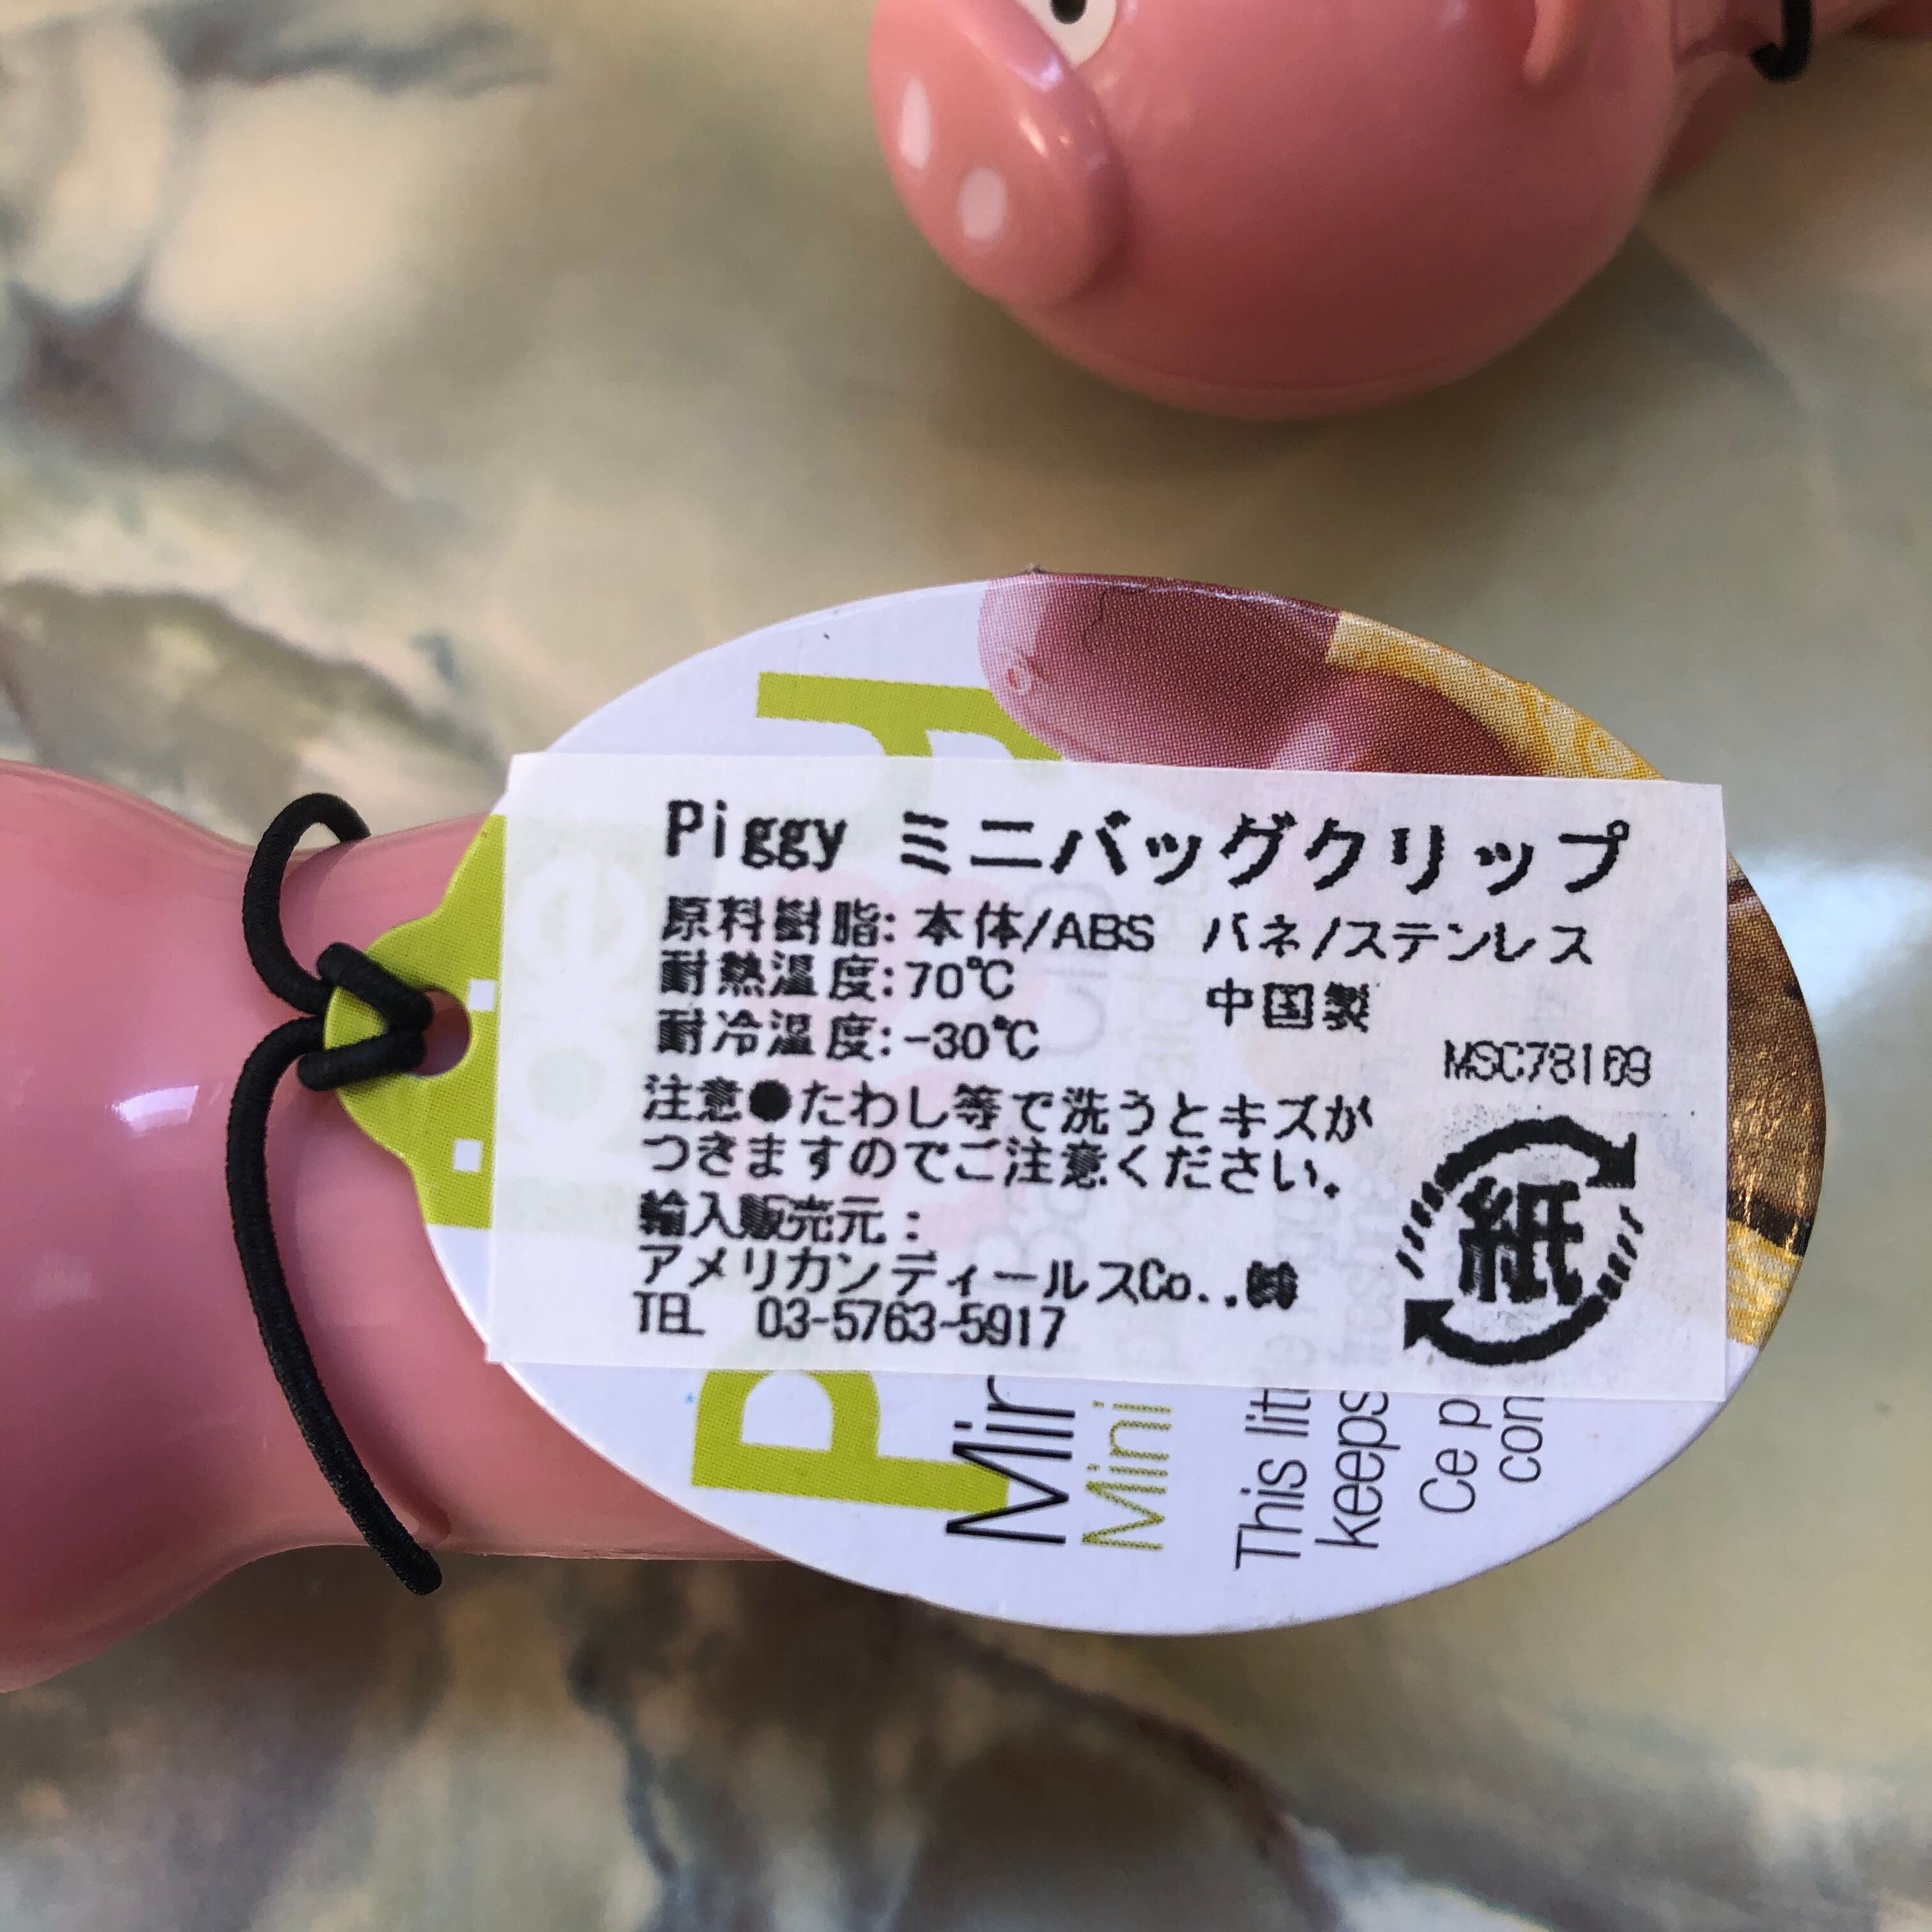 Piggy ミニバッグクリップ
原料樹脂:本体/ABS バネ/ステンレス
耐熱温度:70℃
中国製
耐冷温度:-30℃
MSC78169
注意●たわし等で洗うとキズが
つきますのでご注意ください。
輸入販売元:
アメリカンディールスCo.,㈱
TEL 03-5763-5917
紙
Mini
This
keeps
Ce